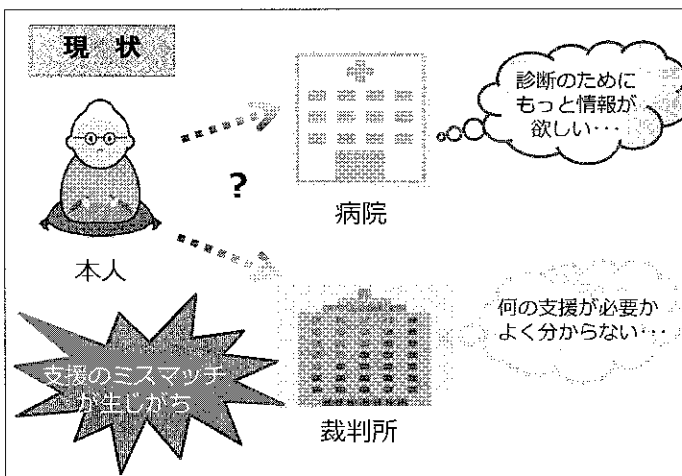 現 状
診断のために
もっと情報が
欲しい･･･
?
病院
本人
何の支援が必要か
よく分からない･･･
支援のミスマッチ
が生じがち
裁判所